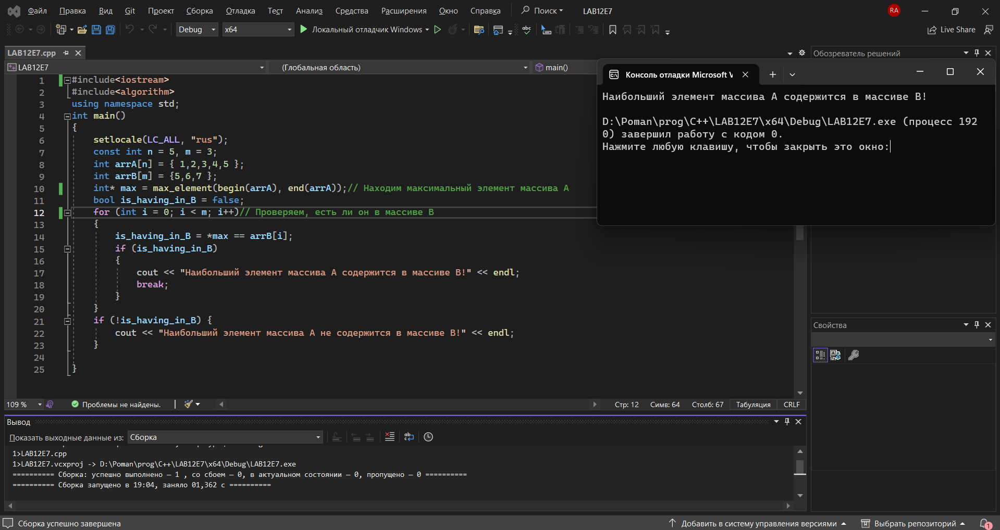 Файл Правка Вид Git Проект Сборка Отладка Тест Анализ Средства Расширения Окно Справка Поиск LAB12E7 RA
Debug x64 Локальный отладчик Windows Live Share
LAB12E7.cpp
LAB12E7 (Глобальная область) main()
1 #include<iostream>
2 #include<algorithm>
3 using namespace std;
4 int main()
5 {
6 setlocale(LC_ALL, "rus");
7 const int n = 5, m = 3;
8 int arrA[n] = { 1,2,3,4,5 };
9 int arrB[m] = {5,6,7 };
10 int* max = max_element(begin(arrA), end(arrA));// Находим максимальный элемент массива А
11 bool is_having_in_B = false;
12 for (int i = 0; i < m; i++)// Проверяем, есть ли он в массиве В
13 {
14 is_having_in_B = *max == arrB[i];
15 if (is_having_in_B)
16 {
17 cout << "Наибольший элемент массива А содержится в массиве В!" << endl;
18 break;
19 }
20 }
21 if (!is_having_in_B) {
22 cout << "Наибольший элемент массива А не содержится в массиве В!" << endl;
23 }
24
25 }
109 % Проблемы не найдены. Стр: 12 Симв: 64 Столб: 67 Табуляция CRLF
Обозреватель решений
Консоль отладки Microsoft V
Наибольший элемент массива А содержится в массиве В!
D:\Poman\prog\C++\LAB12E7\x64\Debug\LAB12E7.exe (процесс 192
0) завершил работу с кодом 0.
Нажмите любую клавишу, чтобы закрыть это окно:
Свойства
Вывод
Показать выходные данные из: Сборка
1>LAB12E7.cpp
1>LAB12E7.vcxproj -> D:\Poman\prog\C++\LAB12E7\x64\Debug\LAB12E7.exe
========== Сборка: успешно выполнено — 1 , со сбоем — 0, в актуальном состоянии — 0, пропущено — 0 ==========
========== Сборка запущено в 19:04, заняло 01,362 с ==========
Сборка успешно завершена Добавить в систему управления версиями Выбрать репозиторий 1